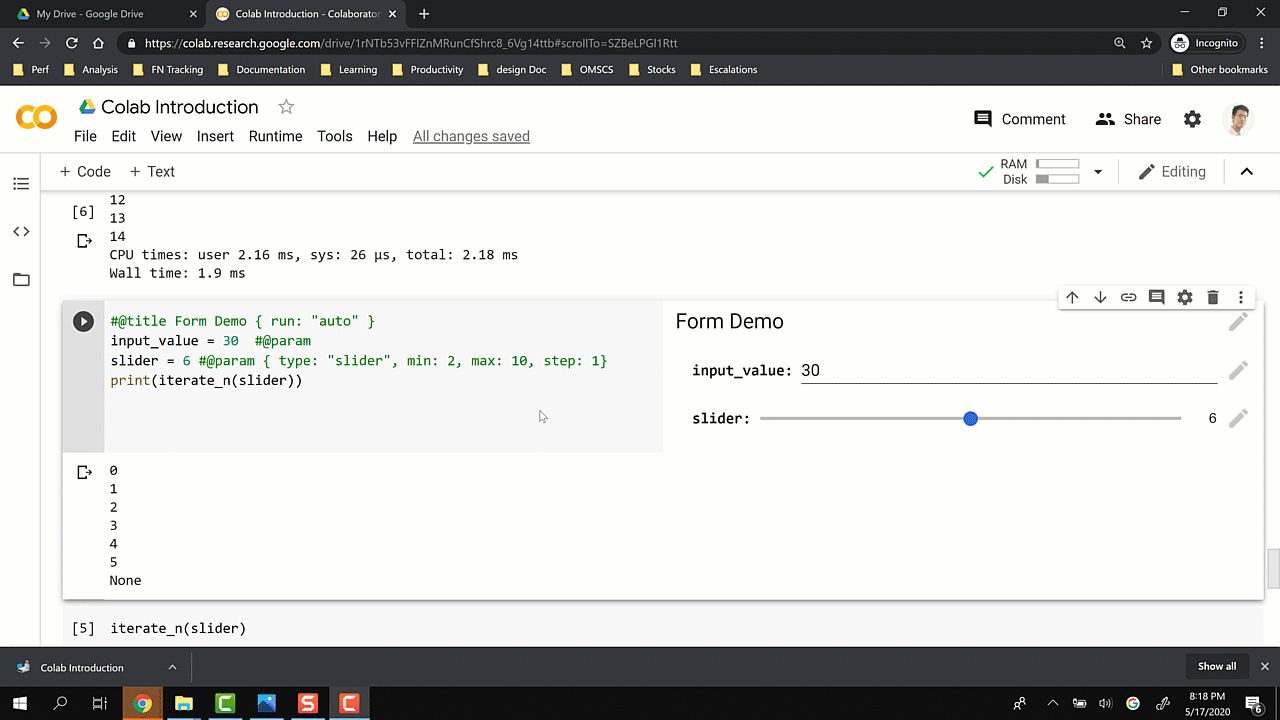 My Drive - Google Drive
Colab Introduction - Colaborator
https://colab.research.google.com/drive/1rNTb53vFFIZnMRunCfShrc8_6Vg14ttb#scrollTo=SZBeLPGI1Rtt
Incognito
Perf Analysis FN Tracking Documentation Learning Productivity design Doc OMSCS Stocks Escalations Other bookmarks
Colab Introduction
Comment Share
File Edit View Insert Runtime Tools Help All changes saved
+ Code + Text
RAM
Disk
Editing
12
[6]
13
14
CPU times: user 2.16 ms, sys: 26 µs, total: 2.18 ms
Wall time: 1.9 ms
#@title Form Demo { run: "auto" }
input_value = 30 #@param
slider = 6 #@param { type: "slider", min: 2, max: 10, step: 1}
print(iterate_n(slider))
Form Demo
input_value: 30
slider: 6
0
1
2
3
4
5
None
[5] iterate_n(slider)
Colab Introduction
Show all
8:18 PM
5/17/2020
6